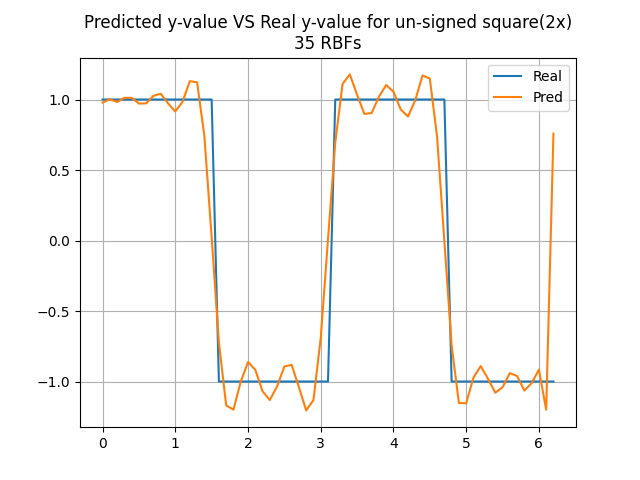 Predicted y-value VS Real y-value for un-signed square(2x)
35 RBFs
Real
Pred
1.0
0.5
0.0
−0.5
−1.0
0 1 2 3 4 5 6